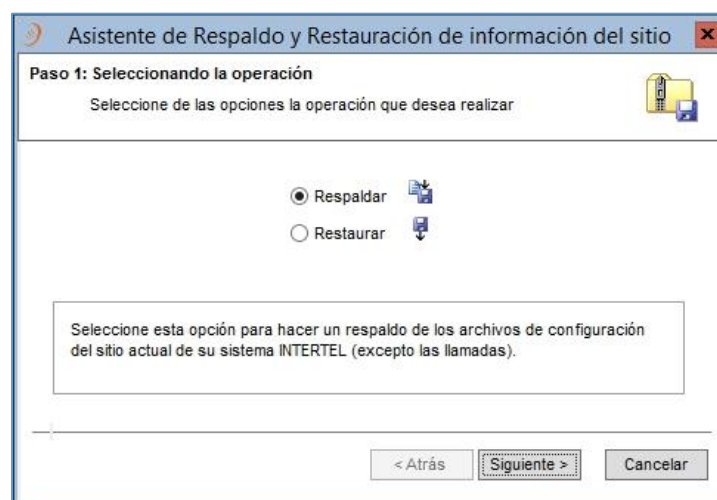 Asistente de Respaldo y Restauración de información del sitio
Paso 1: Seleccionando la operación
Seleccione de las opciones la operación que desea realizar
Respaldar
Restaurar
Seleccione esta opción para hacer un respaldo de los archivos de configuración
del sitio actual de su sistema INTERTEL (excepto las llamadas).
< Atrás Siguiente > Cancelar